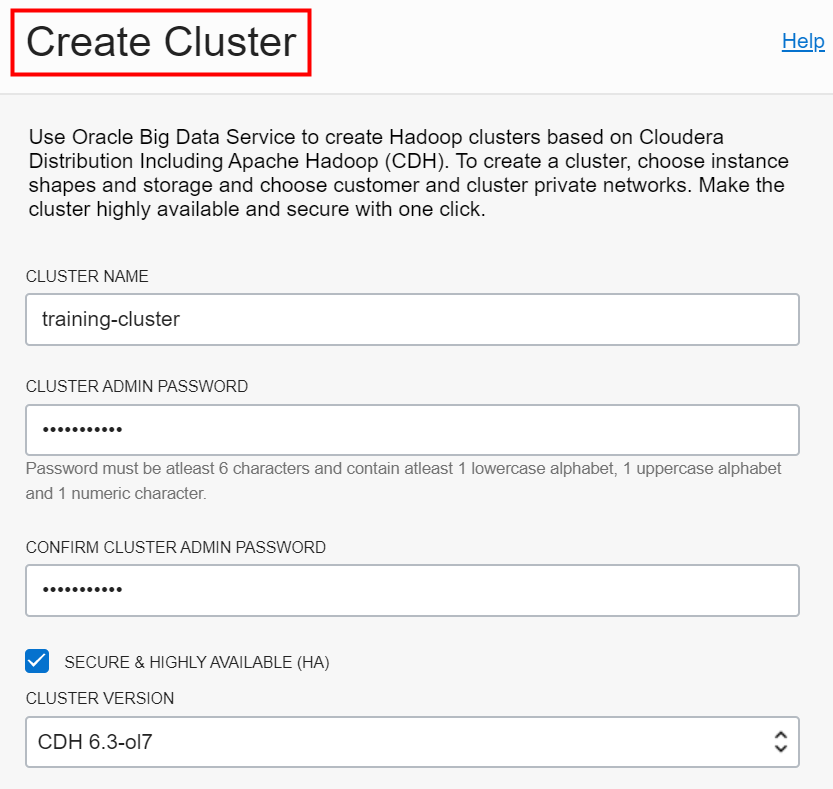 Create Cluster
Help
Use Oracle Big Data Service to create Hadoop clusters based on Cloudera
Distribution Including Apache Hadoop (CDH). To create a cluster, choose instance
shapes and storage and choose customer and cluster private networks. Make the
cluster highly available and secure with one click.
CLUSTER NAME
training-cluster
CLUSTER ADMIN PASSWORD
•••••••••••
Password must be atleast 6 characters and contain atleast 1 lowercase alphabet, 1 uppercase alphabet
and 1 numeric character.
CONFIRM CLUSTER ADMIN PASSWORD
•••••••••••
SECURE & HIGHLY AVAILABLE (HA)
CLUSTER VERSION
CDH 6.3-ol7